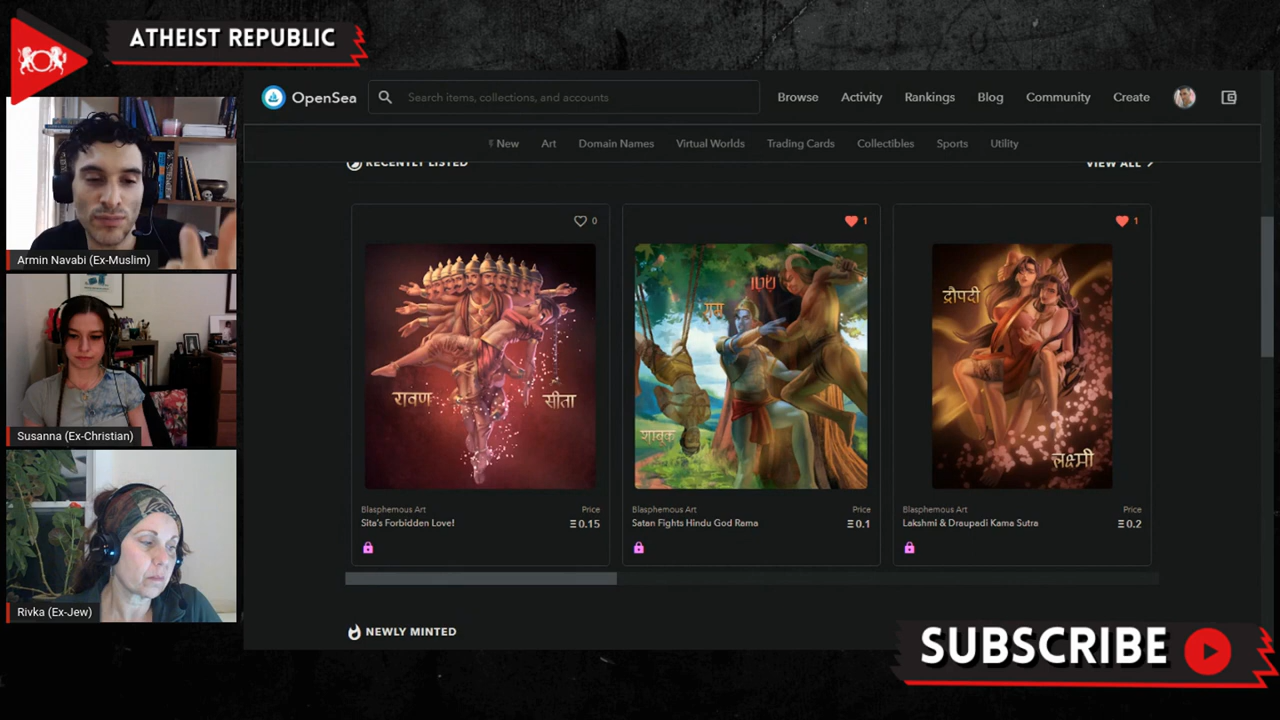 ATHEIST REPUBLIC
OpenSea
Search items, collections, and accounts
Browse
Activity
Rankings
Blog
Community
Create
New
Art
Domain Names
Virtual Worlds
Trading Cards
Collectibles
Sports
Utility
RECENTLY LISTED
VIEW ALL
0
1
1
रावण
सीता
राम
शम्बूक
द्रौपदी
लक्ष्मी
Blasphemous Art
Price
Sita's Forbidden Love!
0.15
Blasphemous Art
Price
Satan Fights Hindu God Rama
0.1
Blasphemous Art
Price
Lakshmi & Draupadi Kama Sutra
0.2
NEWLY MINTED
Armin Navabi (Ex-Muslim)
Susanna (Ex-Christian)
Rivka (Ex-Jew)
SUBSCRIBE